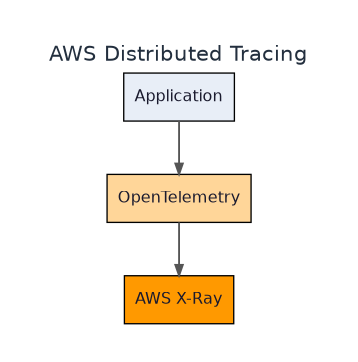 AWS Distributed Tracing
Application
OpenTelemetry
AWS X-Ray